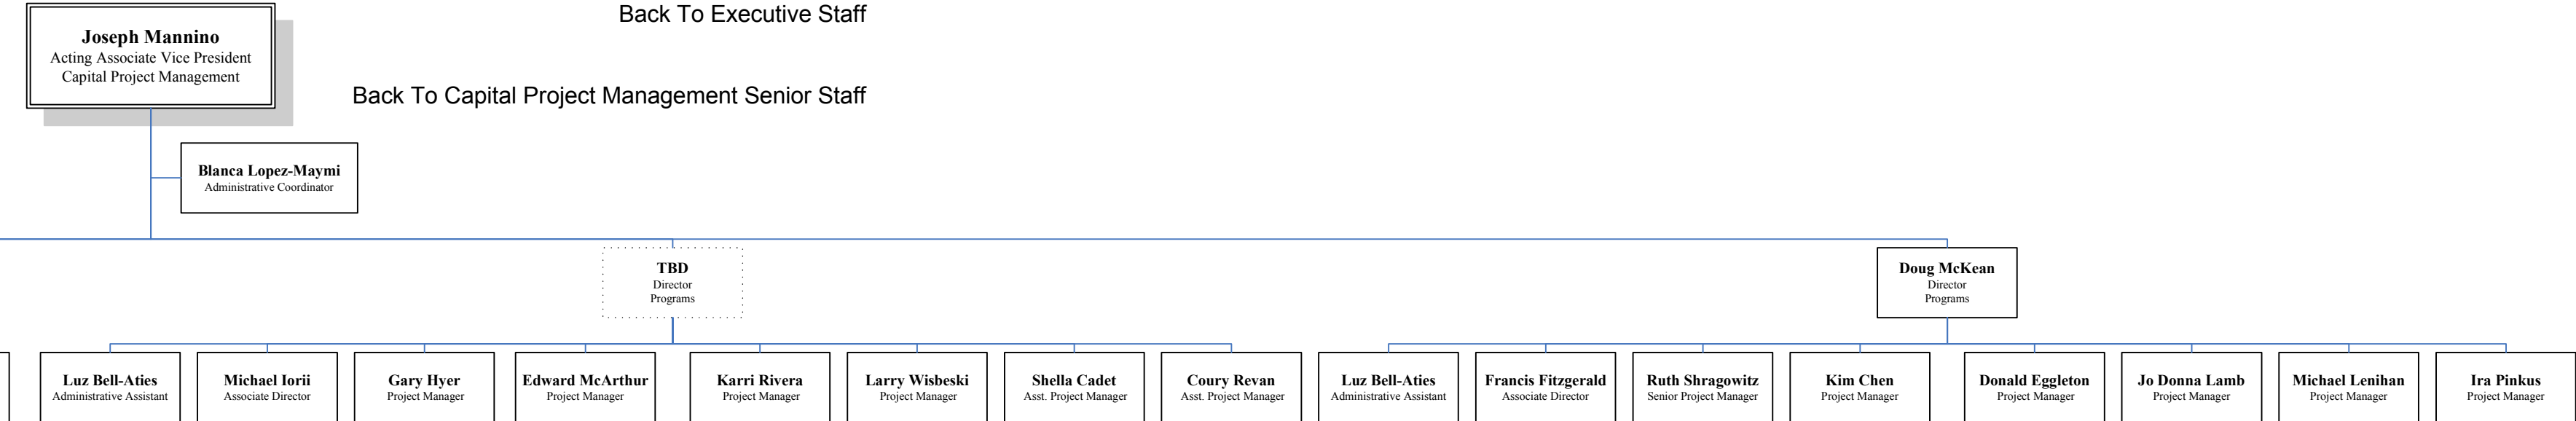 Back To Executive Staff
Joseph Mannino
Acting Associate Vice President
Capital Project Management
Back To Capital Project Management Senior Staff
Blanca Lopez-Maymi
Administrative Coordinator
TBD
Director
Programs
Doug McKean
Director
Programs
Luz Bell-Aties
Administrative Assistant
Michael Iorii
Associate Director
Gary Hyer
Project Manager
Edward McArthur
Project Manager
Karri Rivera
Project Manager
Larry Wisbeski
Project Manager
Shella Cadet
Asst. Project Manager
Coury Revan
Asst. Project Manager
Luz Bell-Aties
Administrative Assistant
Francis Fitzgerald
Associate Director
Ruth Shragowitz
Senior Project Manager
Kim Chen
Project Manager
Donald Eggleton
Project Manager
Jo Donna Lamb
Project Manager
Michael Lenihan
Project Manager
Ira Pinkus
Project Manager